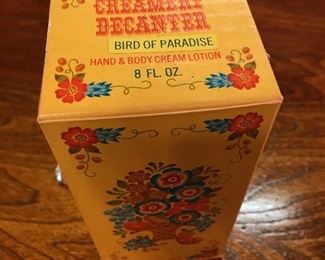 CREAMERY
DECANTER
BIRD OF PARADISE
HAND & BODY CREAM LOTION
8 FL. OZ.